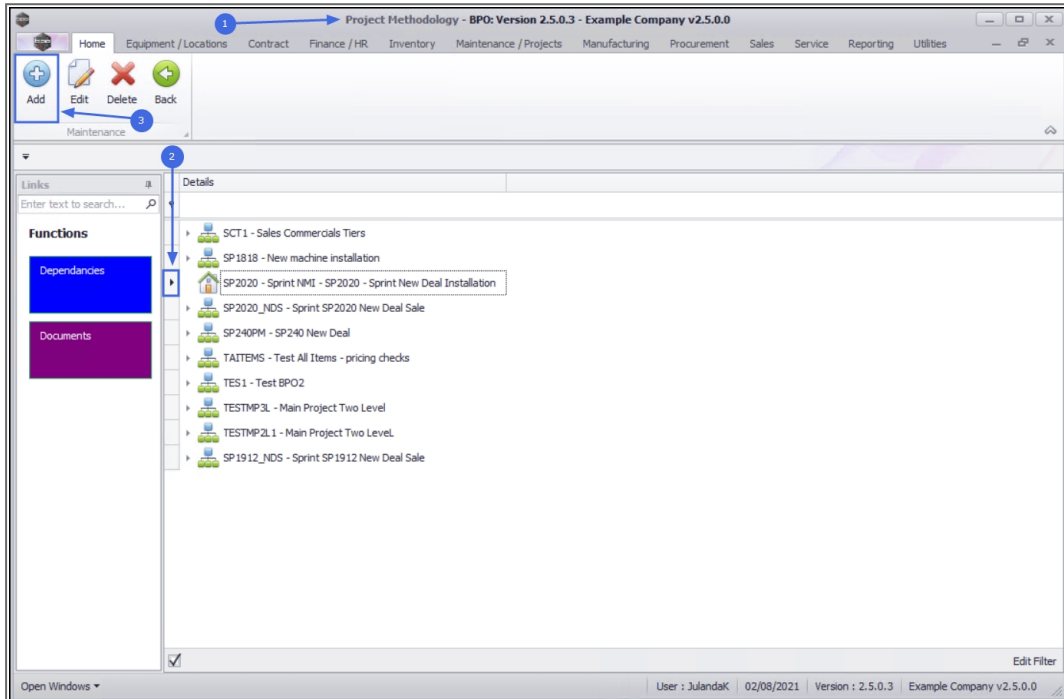 1
Project Methodology - BPO: Version 2.5.0.3 - Example Company v2.5.0.0
Home Equipment / Locations Contract Finance / HR Inventory Maintenance / Projects Manufacturing Procurement Sales Service Reporting Utilities
Add Edit Delete Back
3
Maintenance
2
Links
Details
Enter text to search...
Functions
SCT1 - Sales Commercials Tiers
SP1818 - New machine installation
Dependancies
SP2020 - Sprint NMI - SP2020 - Sprint New Deal Installation
SP2020_NDS - Sprint SP2020 New Deal Sale
Documents
SP240PM - SP240 New Deal
TAITEMS - Test All Items - pricing checks
TES1 - Test BPO2
TESTMP3L - Main Project Two Level
TESTMP2L1 - Main Project Two LeveL
SP1912_NDS - Sprint SP1912 New Deal Sale
Edit Filter
Open Windows User : JulandaK 02/08/2021 Version : 2.5.0.3 Example Company v2.5.0.0